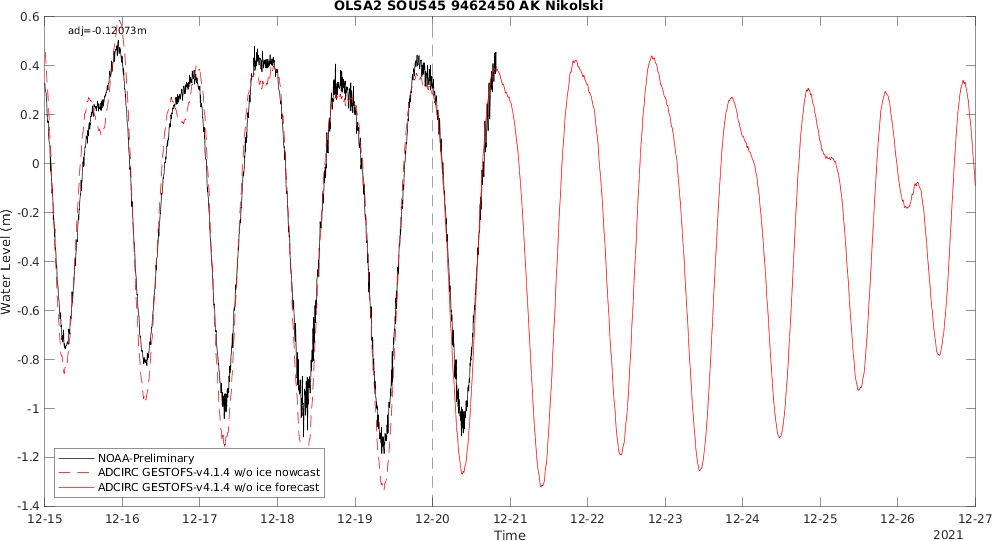 OLSA2 SOUS45 9462450 AK Nikolski
adj=-0.12073m
0.6
0.4
0.2
0
-0.2
-0.4
-0.6
-0.8
-1
-1.2
-1.4
Water Level (m)
NOAA-Preliminary
ADCIRC GESTOFS-v4.1.4 w/o ice nowcast
ADCIRC GESTOFS-v4.1.4 w/o ice forecast
12-15 12-16 12-17 12-18 12-19 12-20 12-21 12-22 12-23 12-24 12-25 12-26 12-27
Time
2021